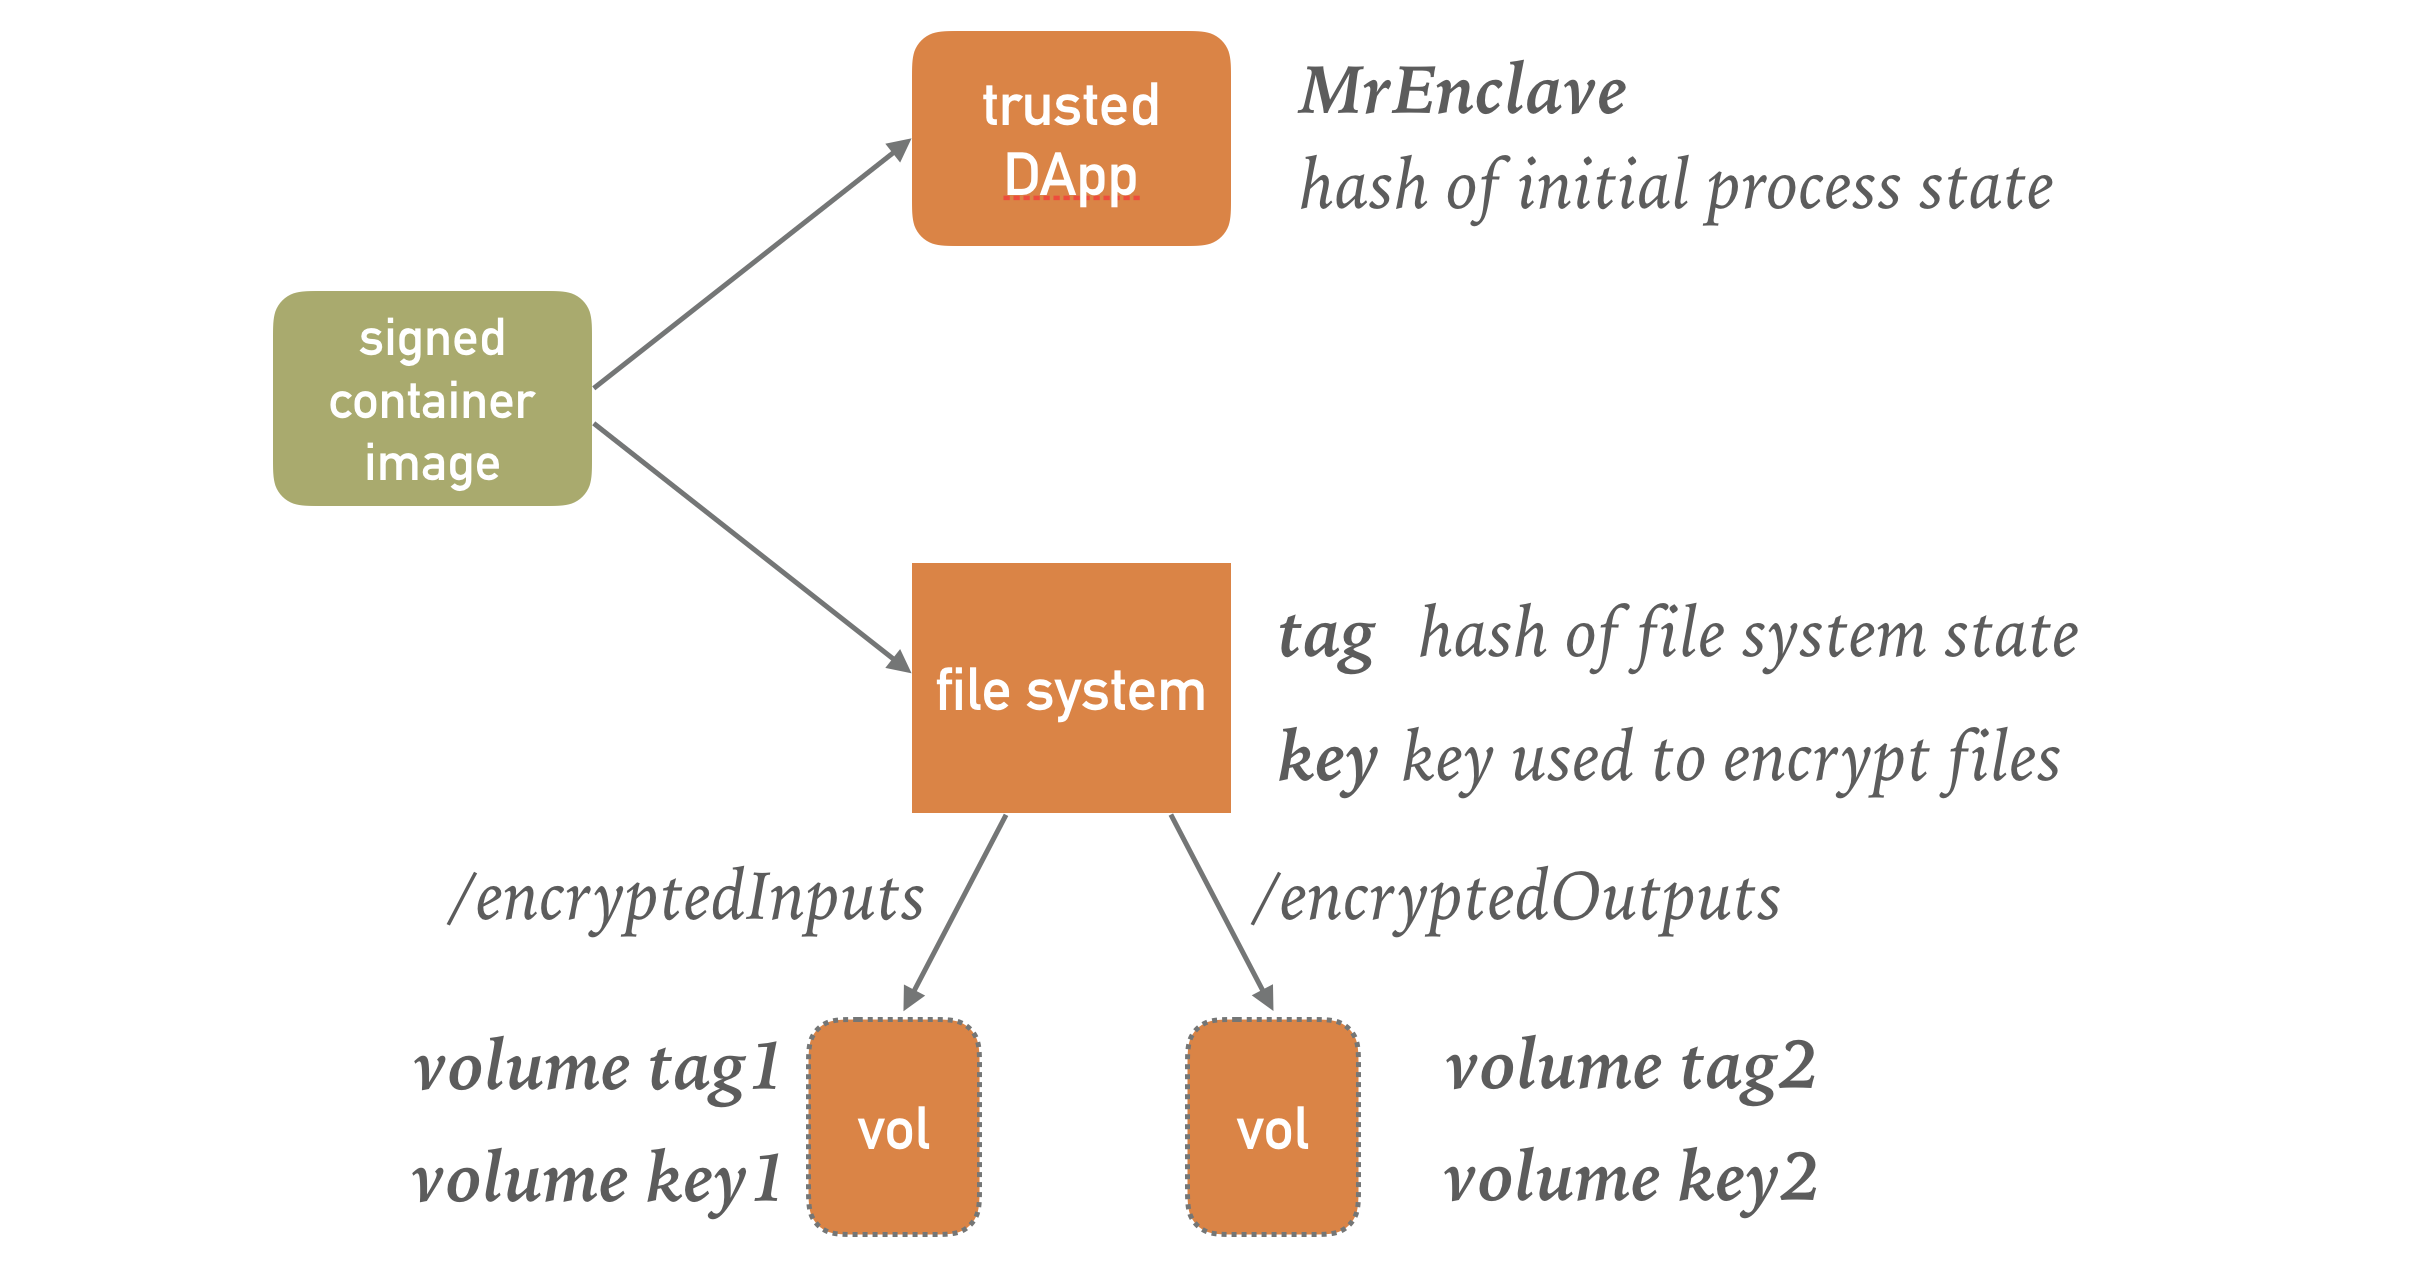 trusted
DApp
MrEnclave
hash of initial process state
signed
container
image
file system
tag hash of file system state
key key used to encrypt files
/encryptedInputs
/encryptedOutputs
volume tag1
volume key1
vol
vol
volume tag2
volume key2